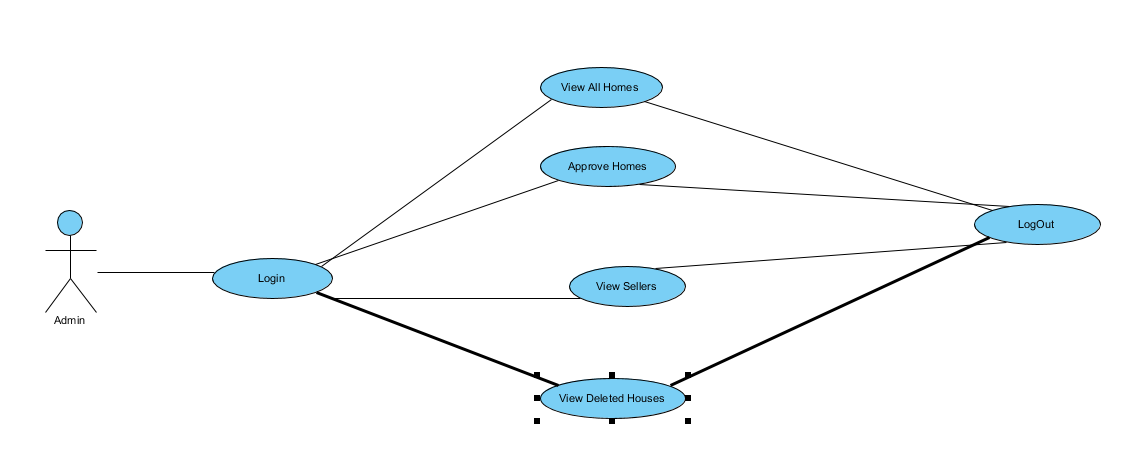 View All Homes
Approve Homes
LogOut
Login
View Sellers
Admin
View Deleted Houses